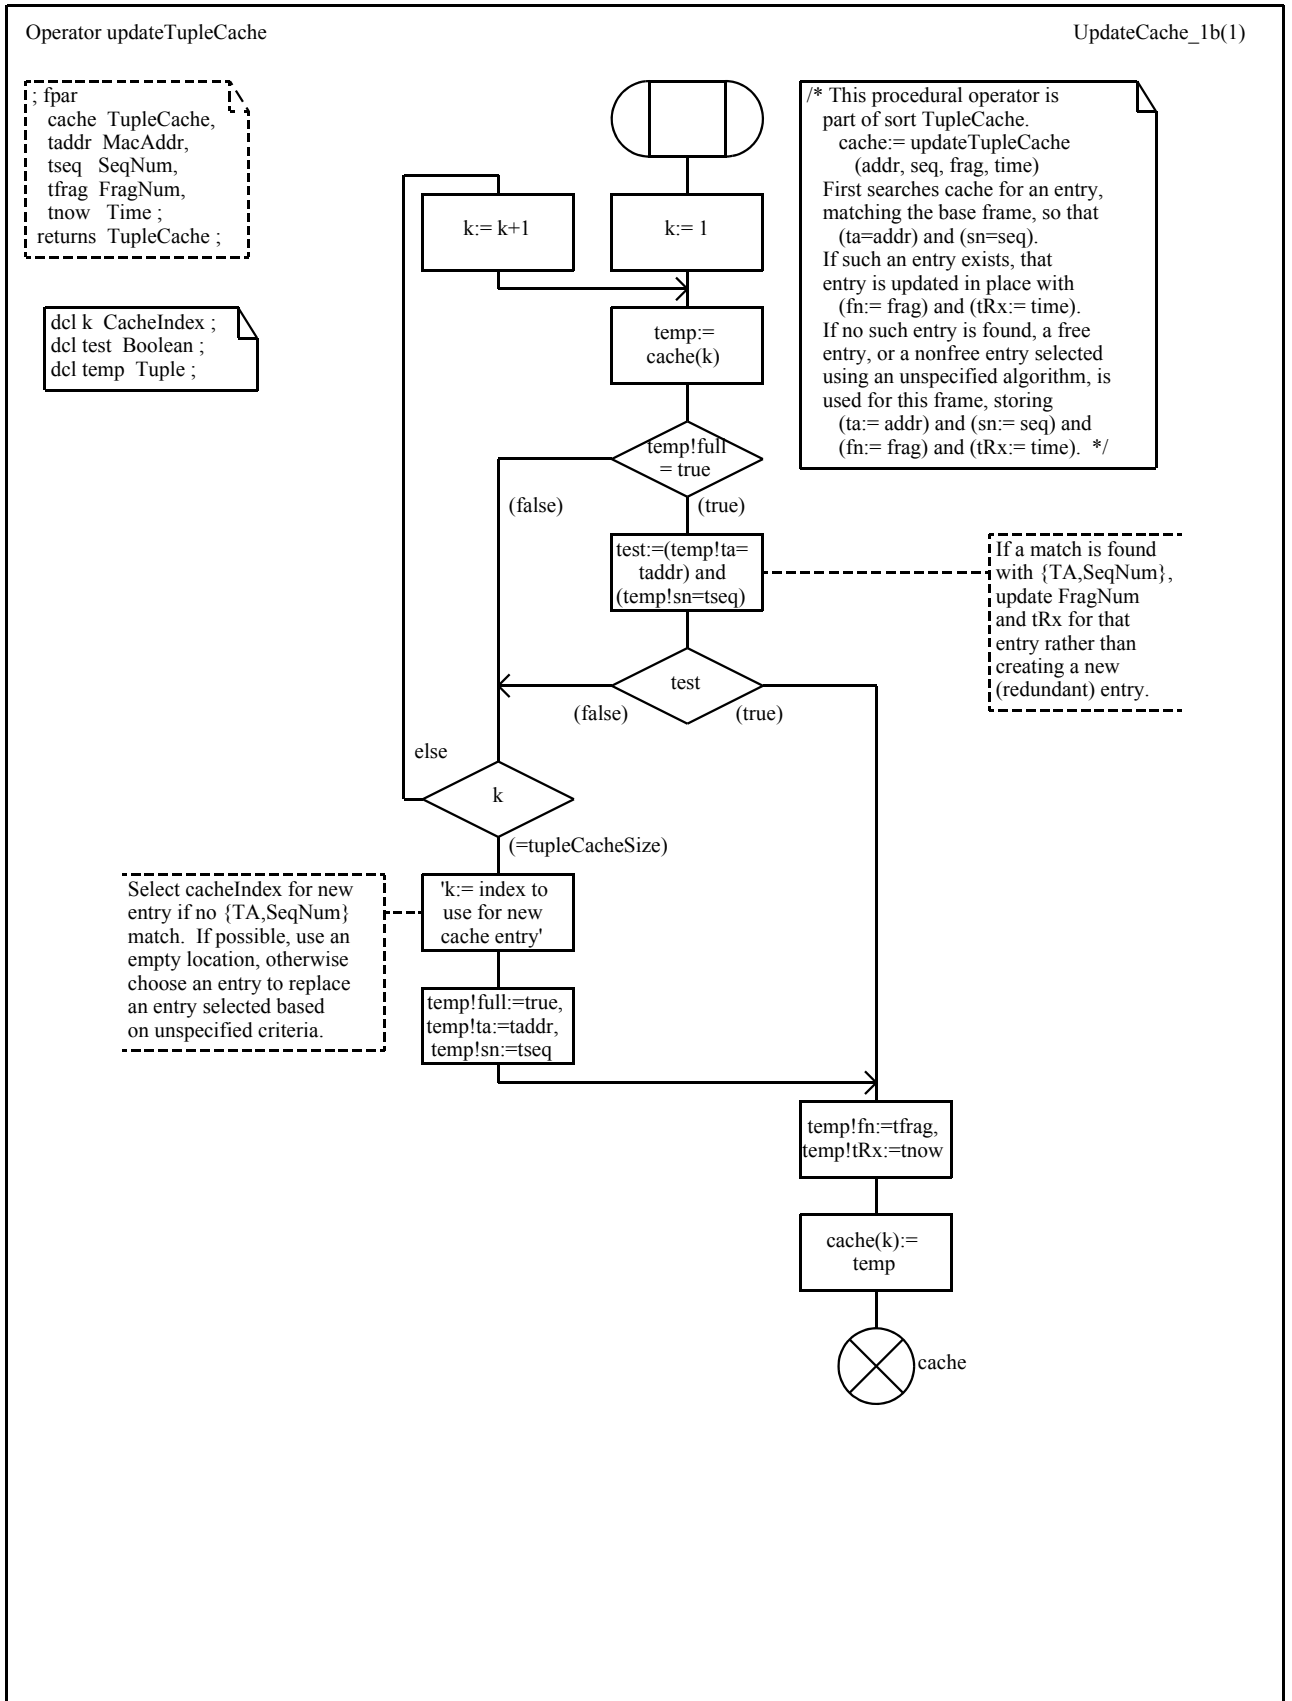 Operator updateTupleCache
UpdateCache_1b(1)
; fpar
cache TupleCache,
taddr MacAddr,
tseq SeqNum,
tfrag FragNum,
tnow Time ;
returns TupleCache ;
dcl k CacheIndex ;
dcl test Boolean ;
dcl temp Tuple ;
/* This procedural operator is
part of sort TupleCache.
cache:= updateTupleCache
(addr, seq, frag, time)
First searches cache for an entry,
matching the base frame, so that
(ta=addr) and (sn=seq).
If such an entry exists, that
entry is updated in place with
(fn:= frag) and (tRx:= time).
If no such entry is found, a free
entry, or a nonfree entry selected
using an unspecified algorithm, is
used for this frame, storing
(ta:= addr) and (sn:= seq) and
(fn:= frag) and (tRx:= time). */
k:= k+1
k:= 1
temp:=
cache(k)
temp!full
= true
(false)
(true)
test:=(temp!ta=
taddr) and
(temp!sn=tseq)
If a match is found
with {TA,SeqNum},
update FragNum
and tRx for that
entry rather than
creating a new
(redundant) entry.
test
(false)
(true)
else
k
(=tupleCacheSize)
Select cacheIndex for new
entry if no {TA,SeqNum}
match. If possible, use an
empty location, otherwise
choose an entry to replace
an entry selected based
on unspecified criteria.
'k:= index to
use for new
cache entry'
temp!full:=true,
temp!ta:=taddr,
temp!sn:=tseq
temp!fn:=tfrag,
temp!tRx:=tnow
cache(k):=
temp
cache